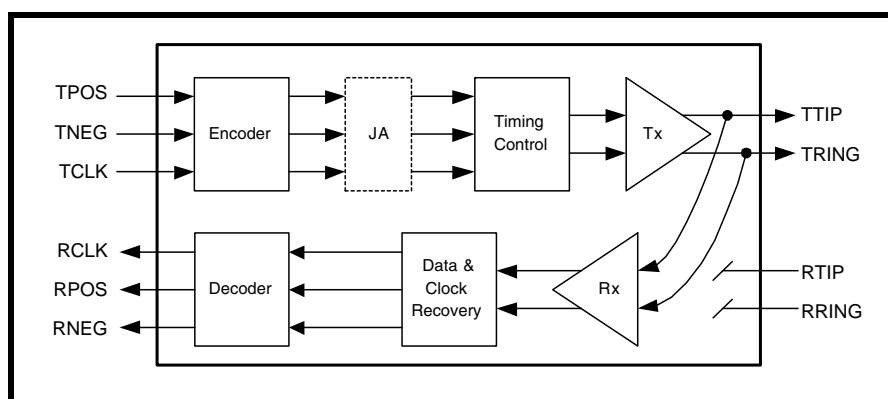 TPOS
TNEG
TCLK
Encoder
JA
Timing
Control
Tx
TTIP
TRING
RCLK
RPOS
RNEG
Decoder
Data &
Clock
Recovery
Rx
RTIP
RRING